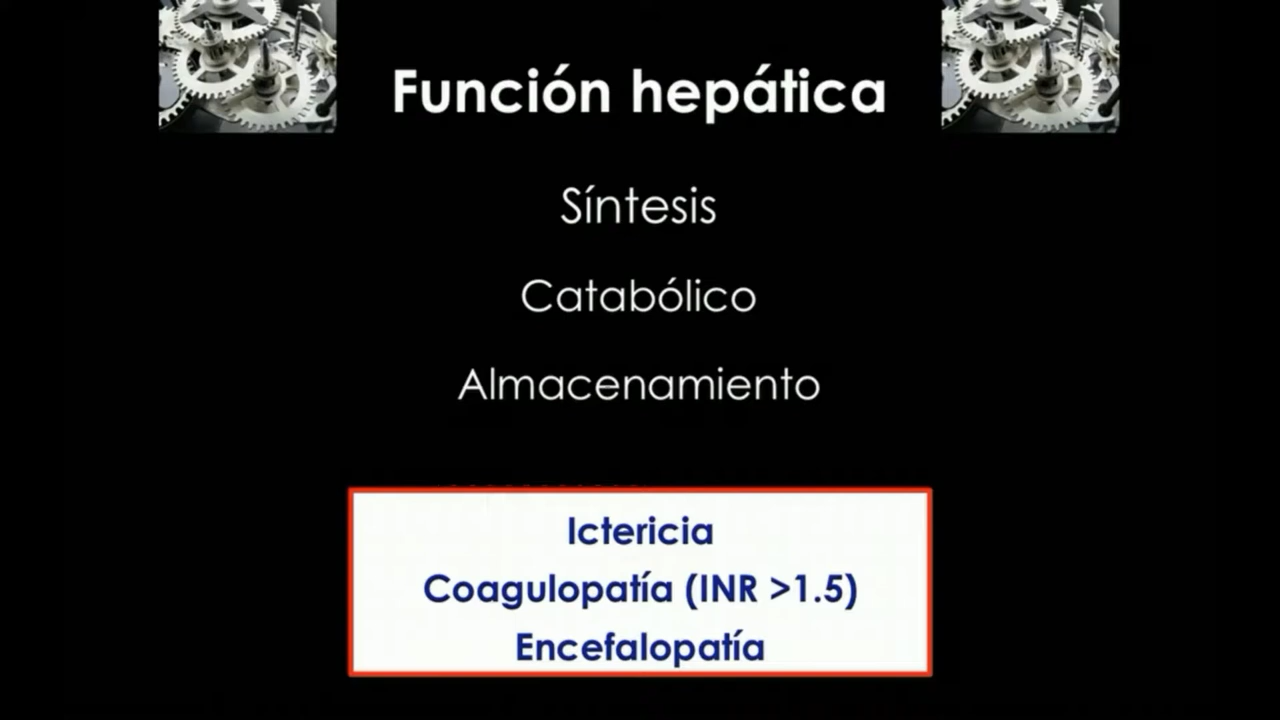 Función hepática
Síntesis
Catabólico
Almacenamiento
Ictericia
Coagulopatía (INR >1.5)
Encefalopatía